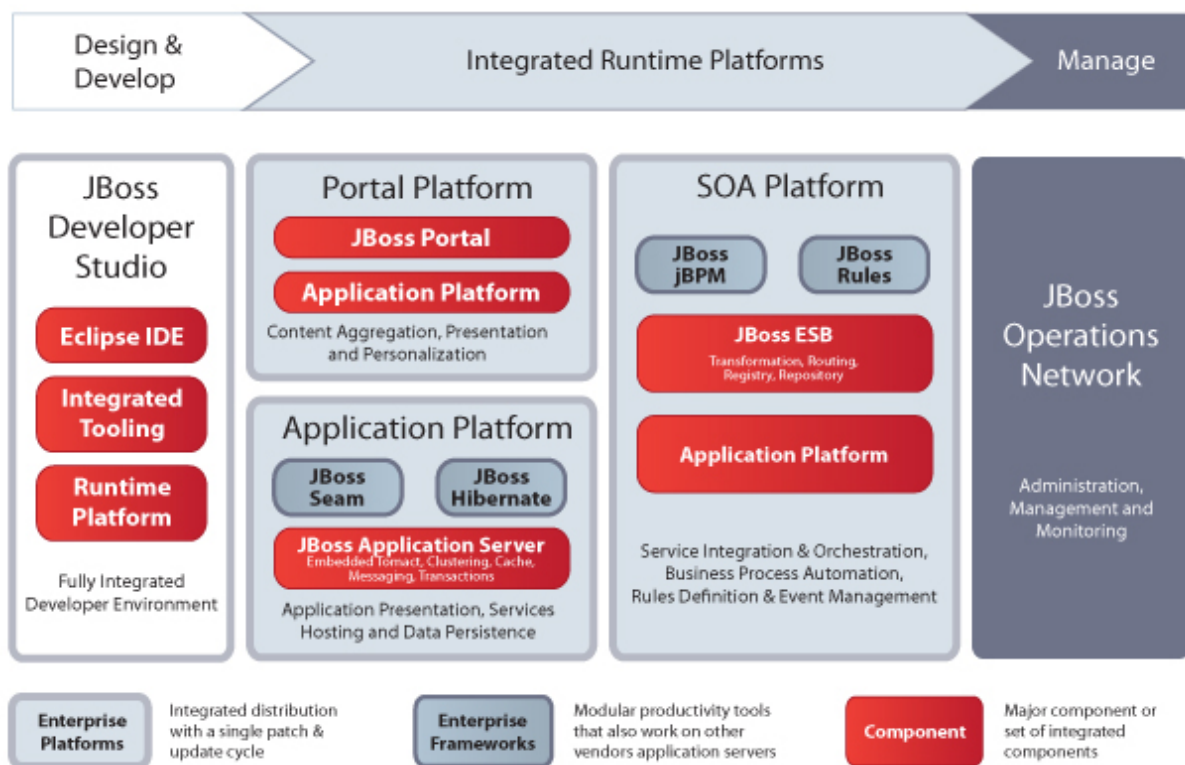 Design &
Develop
Integrated Runtime Platforms
Manage
JBoss
Developer
Studio
Eclipse IDE
Integrated
Tooling
Runtime
Platform
Fully Integrated
Developer Environment
Portal Platform
JBoss Portal
Application Platform
Content Aggregation, Presentation
and Personalization
Application Platform
JBoss
Seam
JBoss
Hibernate
JBoss Application Server
Embedded Tomact, Clustering, Cache,
Messaging, Transactions
Application Presentation, Services
Hosting and Data Persistence
SOA Platform
JBoss
jBPM
JBoss
Rules
JBoss ESB
Transformation, Routing,
Registry, Repository
Application Platform
Service Integration & Orchestration,
Business Process Automation,
Rules Definition & Event Management
JBoss
Operations
Network
Administration,
Management and
Monitoring
Enterprise
Platforms
Integrated distribution
with a single patch &
update cycle
Enterprise
Frameworks
Modular productivity tools
that also work on other
vendors application servers
Component
Major component or
set of integrated
components